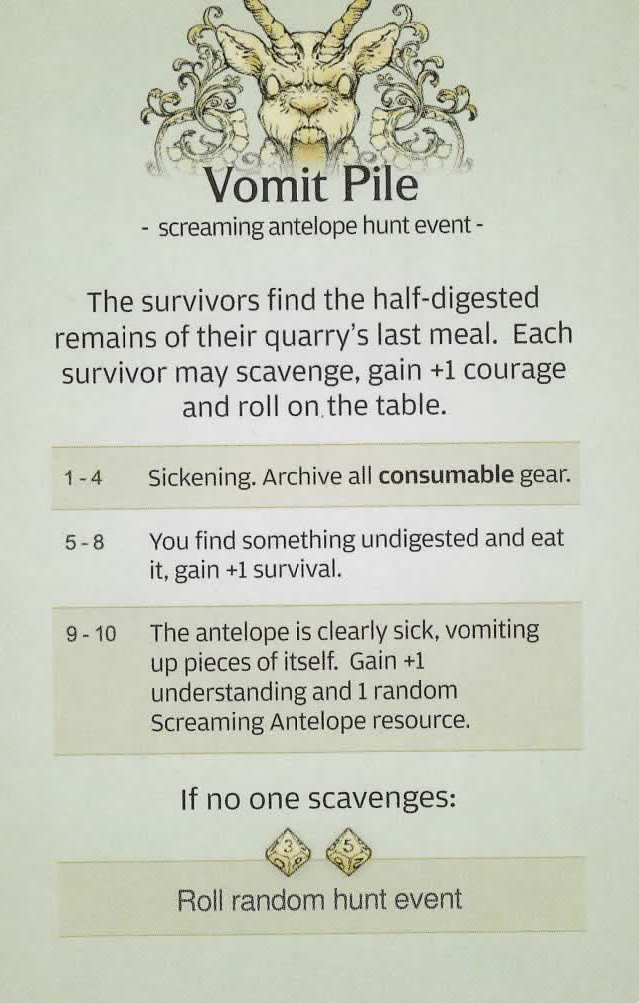 Vomit Pile
- screaming antelope hunt event -
The survivors find the half-digested
remains of their quarry's last meal. Each
survivor may scavenge, gain +1 courage
and roll on the table.
1 - 4 Sickening. Archive all consumable gear.
5 - 8 You find something undigested and eat
it, gain +1 survival.
9 - 10 The antelope is clearly sick, vomiting
up pieces of itself. Gain +1
understanding and 1 random
Screaming Antelope resource.
If no one scavenges:
3 5
Roll random hunt event